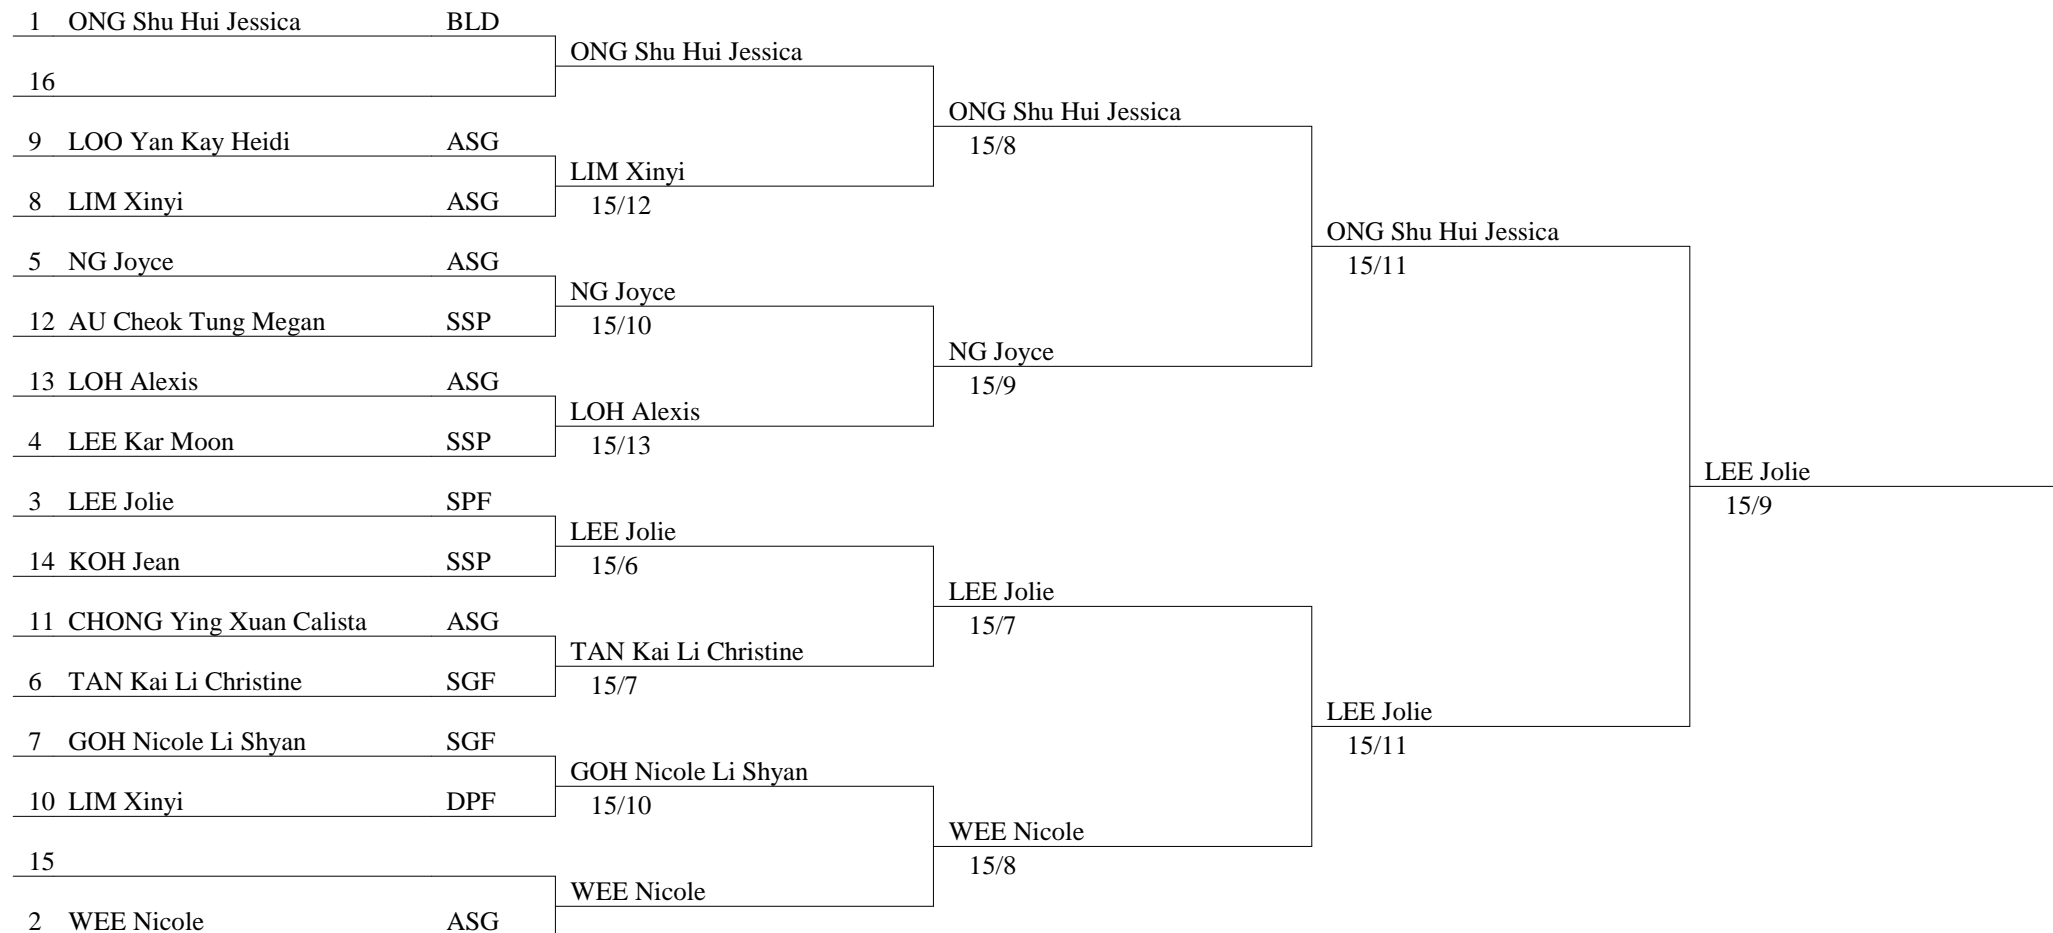 1 ONG Shu Hui Jessica BLD
ONG Shu Hui Jessica
16
ONG Shu Hui Jessica
9 LOO Yan Kay Heidi ASG
15/8
LIM Xinyi
8 LIM Xinyi ASG
15/12
ONG Shu Hui Jessica
5 NG Joyce ASG
15/11
NG Joyce
12 AU Cheok Tung Megan SSP
15/10
NG Joyce
13 LOH Alexis ASG
15/9
LOH Alexis
4 LEE Kar Moon SSP
15/13
LEE Jolie
3 LEE Jolie SPF
15/9
LEE Jolie
14 KOH Jean SSP
15/6
LEE Jolie
11 CHONG Ying Xuan Calista ASG
15/7
TAN Kai Li Christine
6 TAN Kai Li Christine SGF
15/7
LEE Jolie
7 GOH Nicole Li Shyan SGF
15/11
GOH Nicole Li Shyan
10 LIM Xinyi DPF
15/10
WEE Nicole
15
15/8
WEE Nicole
2 WEE Nicole ASG